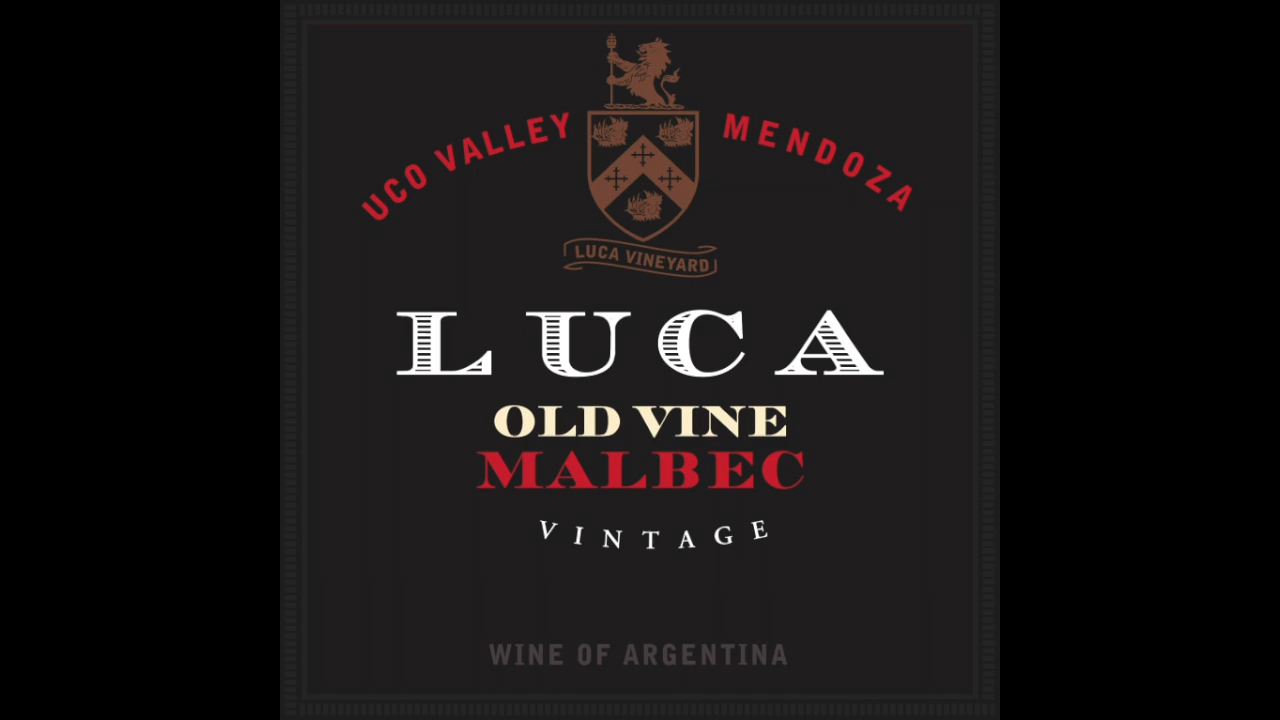 UCO VALLEY MENDOZA
LUCA VINEYARD
LUCA
OLD VINE
MALBEC
VINTAGE
WINE OF ARGENTINA